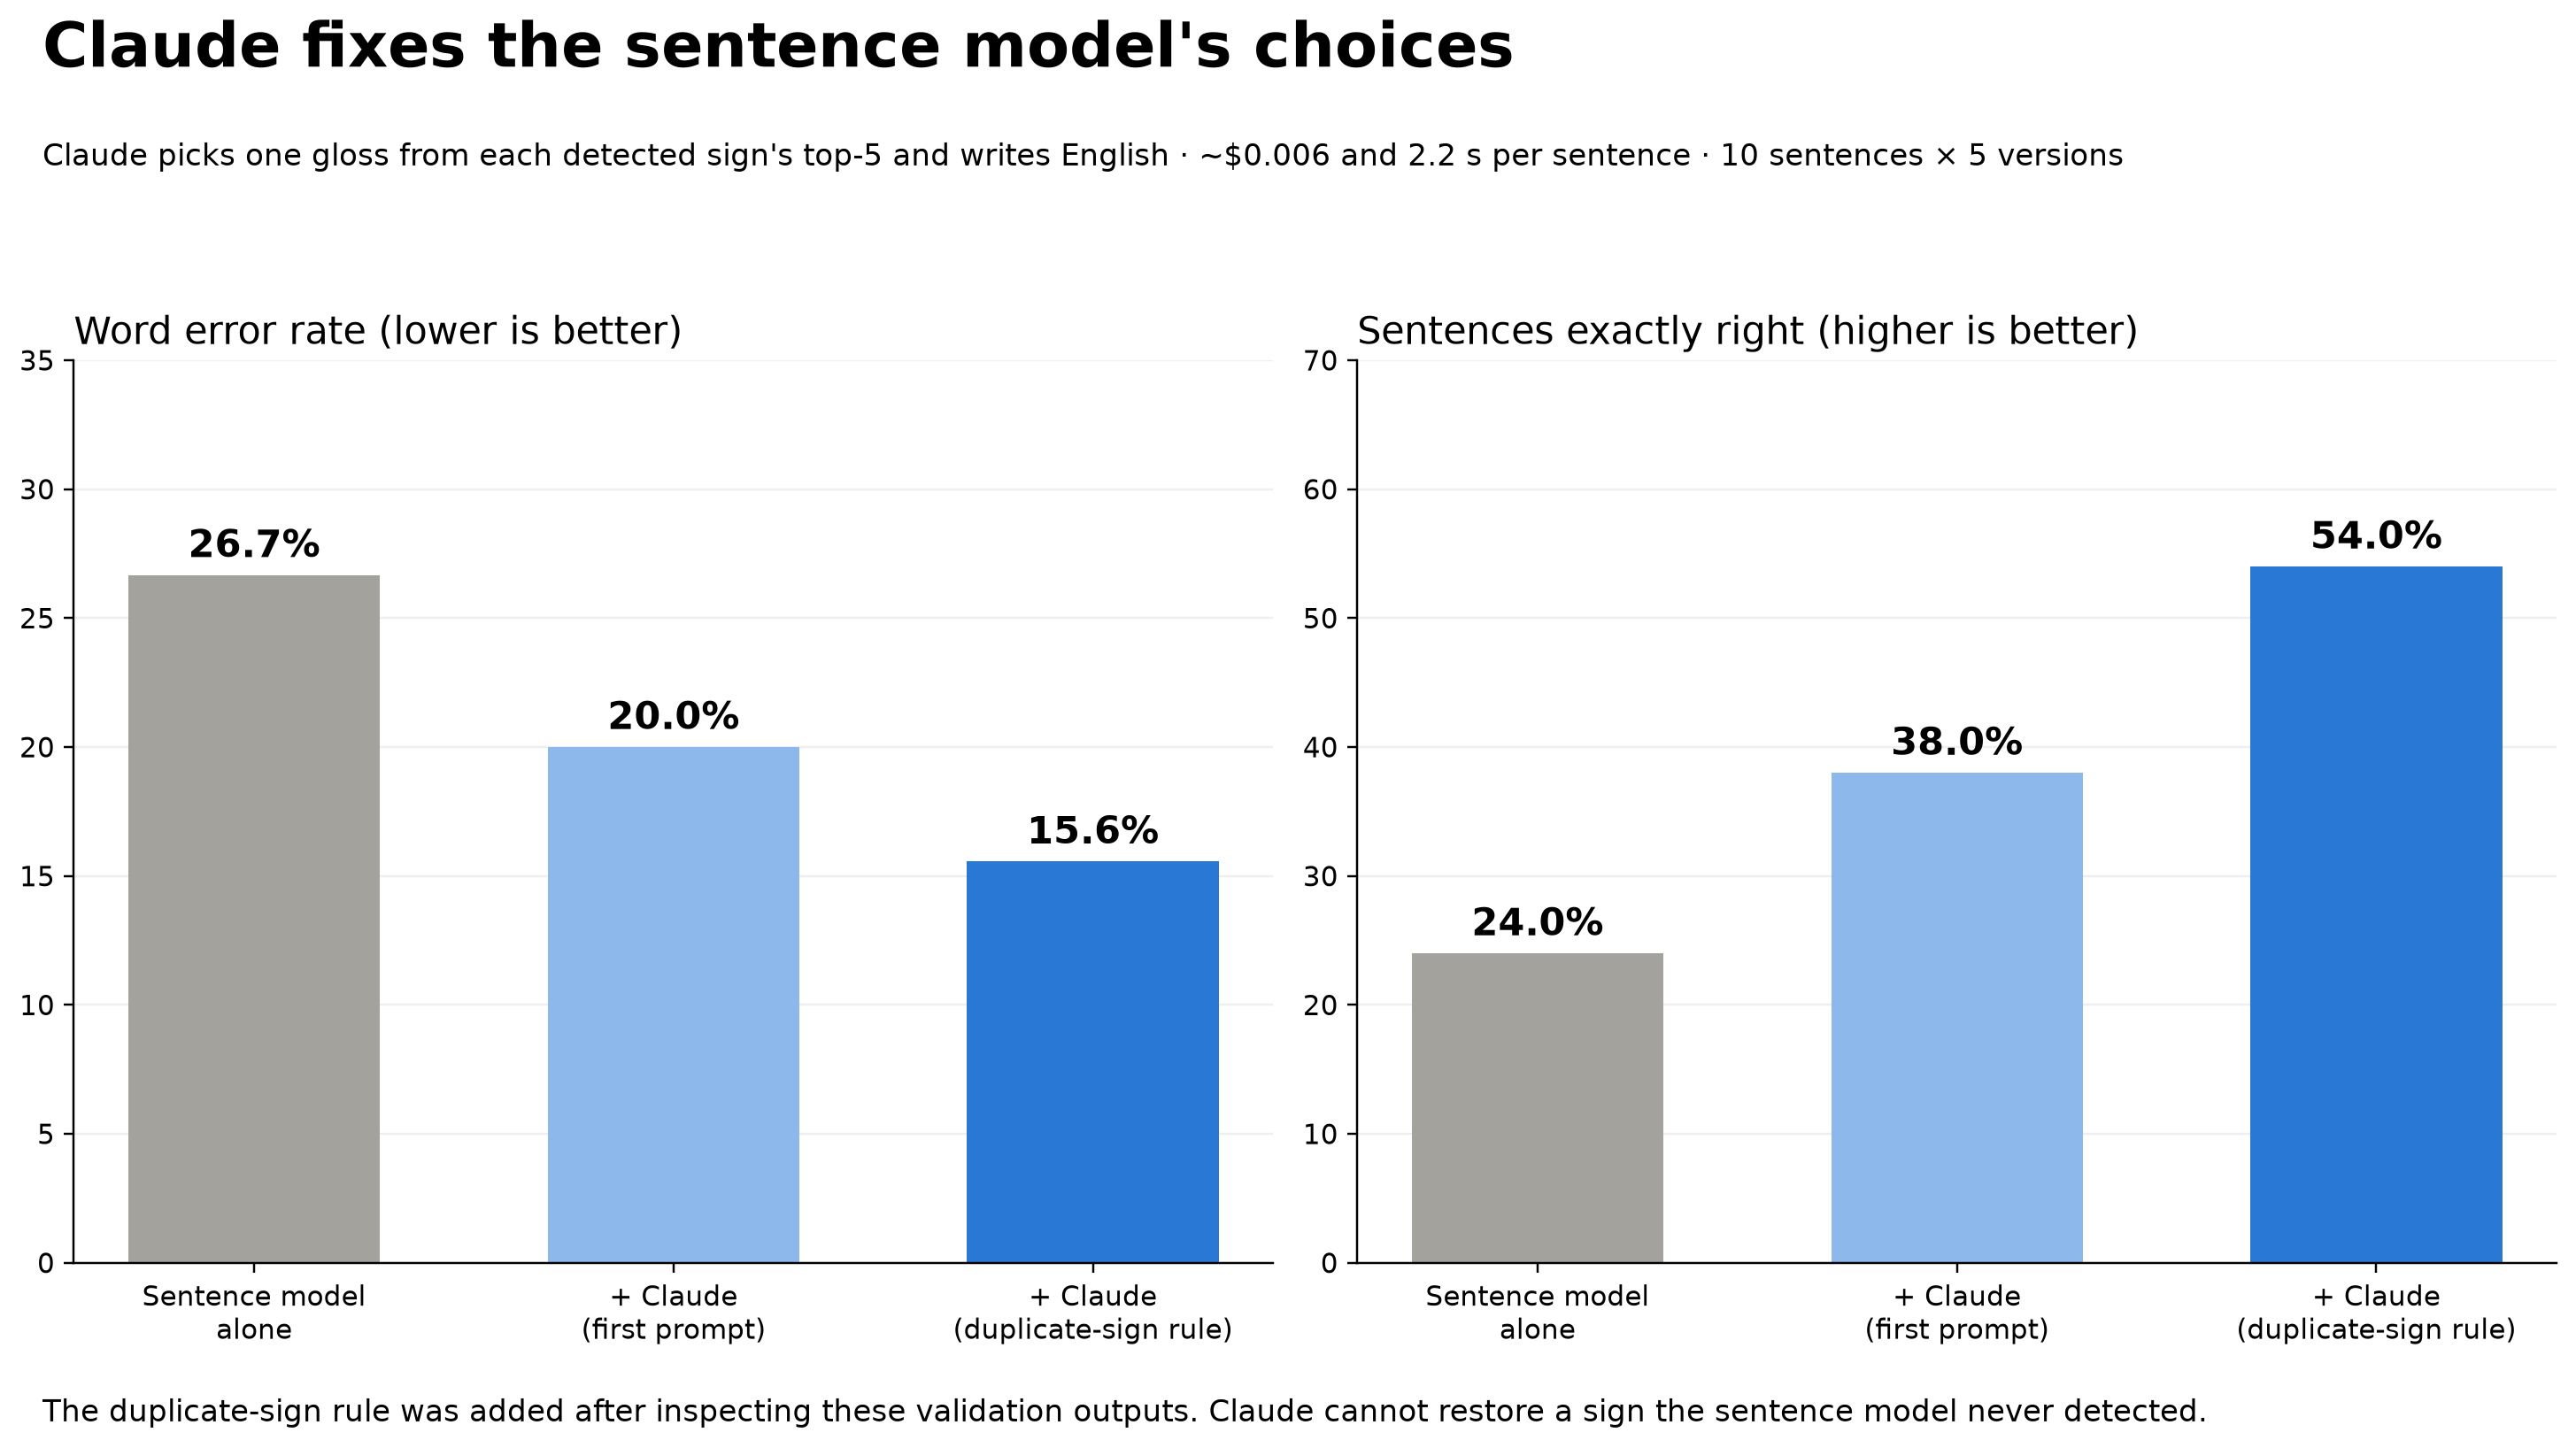 Claude fixes the sentence model's choices
Claude picks one gloss from each detected sign's top-5 and writes English · ~$0.006 and 2.2 s per sentence · 10 sentences × 5 versions
Word error rate (lower is better)
35
30
25
20
15
10
5
0
26.7%
20.0%
15.6%
Sentence model
alone
+ Claude
(first prompt)
+ Claude
(duplicate-sign rule)
Sentences exactly right (higher is better)
70
60
50
40
30
20
10
0
24.0%
38.0%
54.0%
Sentence model
alone
+ Claude
(first prompt)
+ Claude
(duplicate-sign rule)
The duplicate-sign rule was added after inspecting these validation outputs. Claude cannot restore a sign the sentence model never detected.